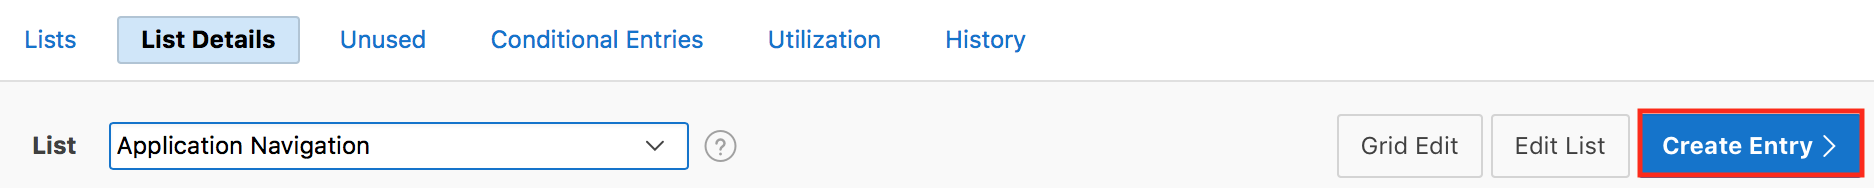 Lists List Details Unused Conditional Entries Utilization History
List Application Navigation ? Grid Edit Edit List Create Entry